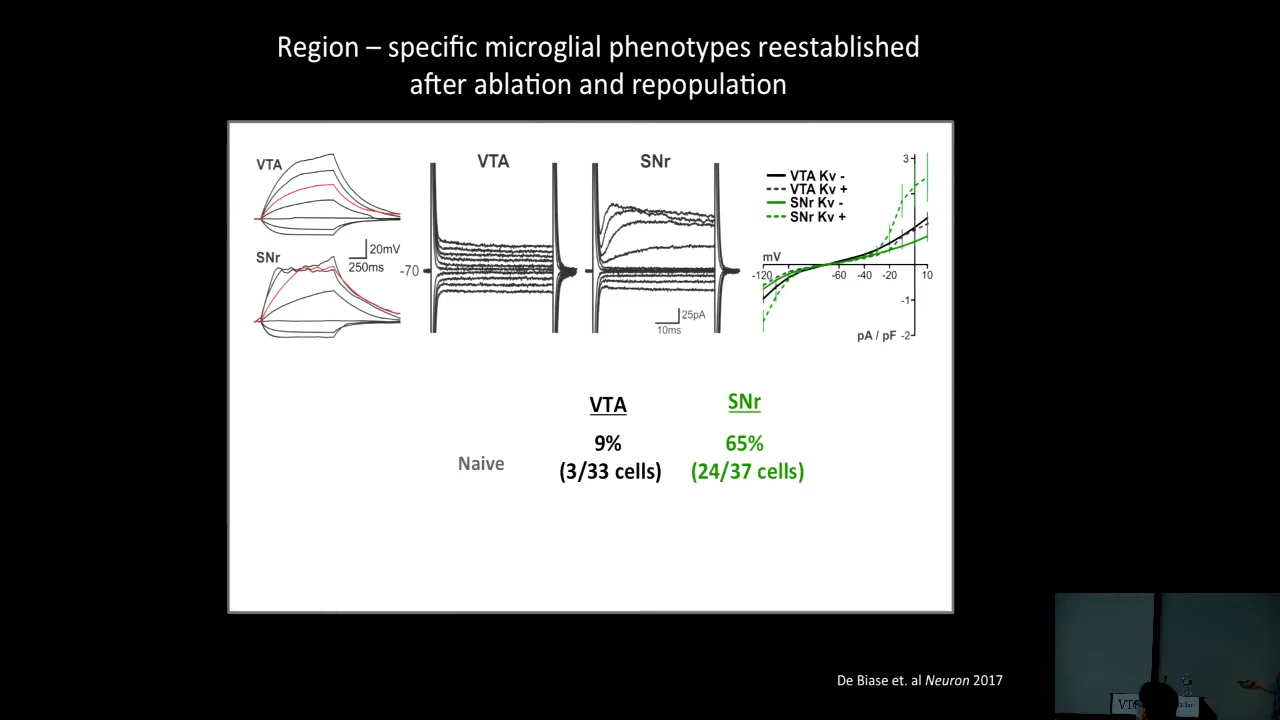 Region – specific microglial phenotypes reestablished
after ablation and repopulation
VTA
SNr
20mV
250ms
VTA
-70
SNr
25pA
10ms
VTA Kv -
VTA Kv +
SNr Kv -
SNr Kv +
3
mV
-120
-60
-40
-20
10
-1
pA / pF
-2
VTA
SNr
Naive
9%
(3/33 cells)
65%
(24/37 cells)
De Biase et. al Neuron 2017